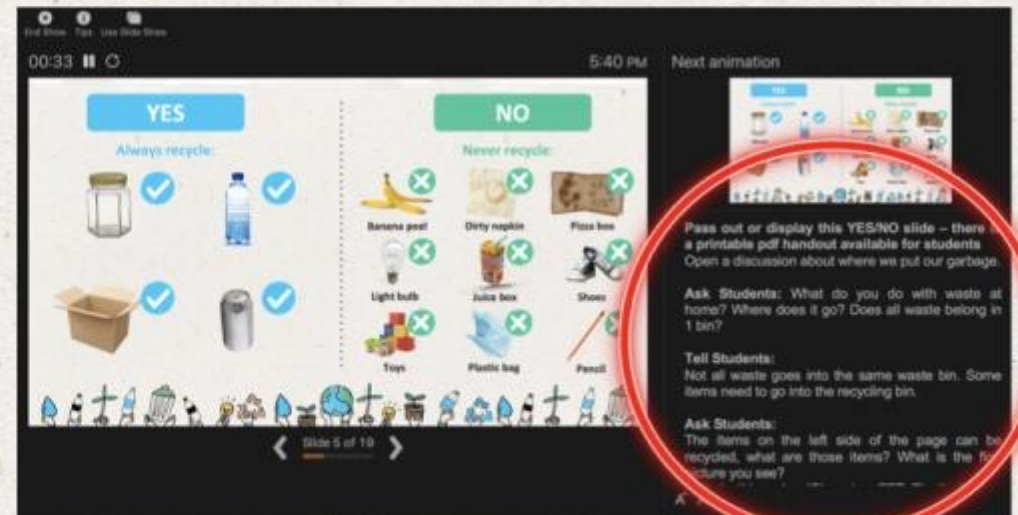 End Show Tips Use Slide Show
00:33
5:40 PM
Next animation
YES
NO
Always recycle:
Never recycle:
Banana peel
Dirty napkin
Pizza box
Light bulb
Juice box
Shoes
Toys
Plastic bag
Pencil
Slide 5 of 19
YES
NO
Pass out or display this YES/NO slide – there
a printable pdf handout available for students
Open a discussion about where we put our garbage.
Ask Students: What do you do with waste at
home? Where does it go? Does all waste belong in
1 bin?
Tell Students:
Not all waste goes into the same waste bin. Some
items need to go into the recycling bin.
Ask Students:
The items on the left side of the page can be
recycled, what are those items? What is the
picture you see?